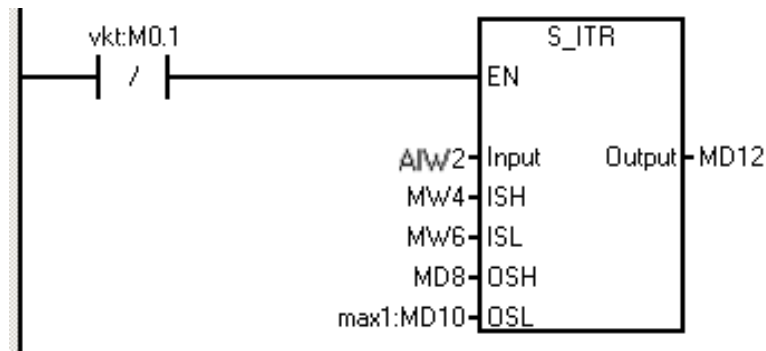 vkt:M0.1
S_ITR
/
EN
AIW2 Input Output MD12
MW4 ISH
MW6 ISL
MD8 OSH
max1:MD10 OSL